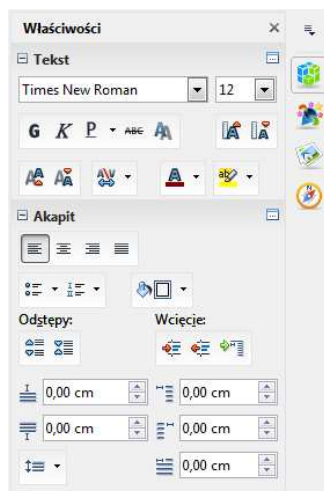 Właściwości
Tekst
Times New Roman 12
G K P ABC
Akapit
Odstępy: Wcięcie:
0,00 cm 0,00 cm
0,00 cm 0,00 cm
0,00 cm